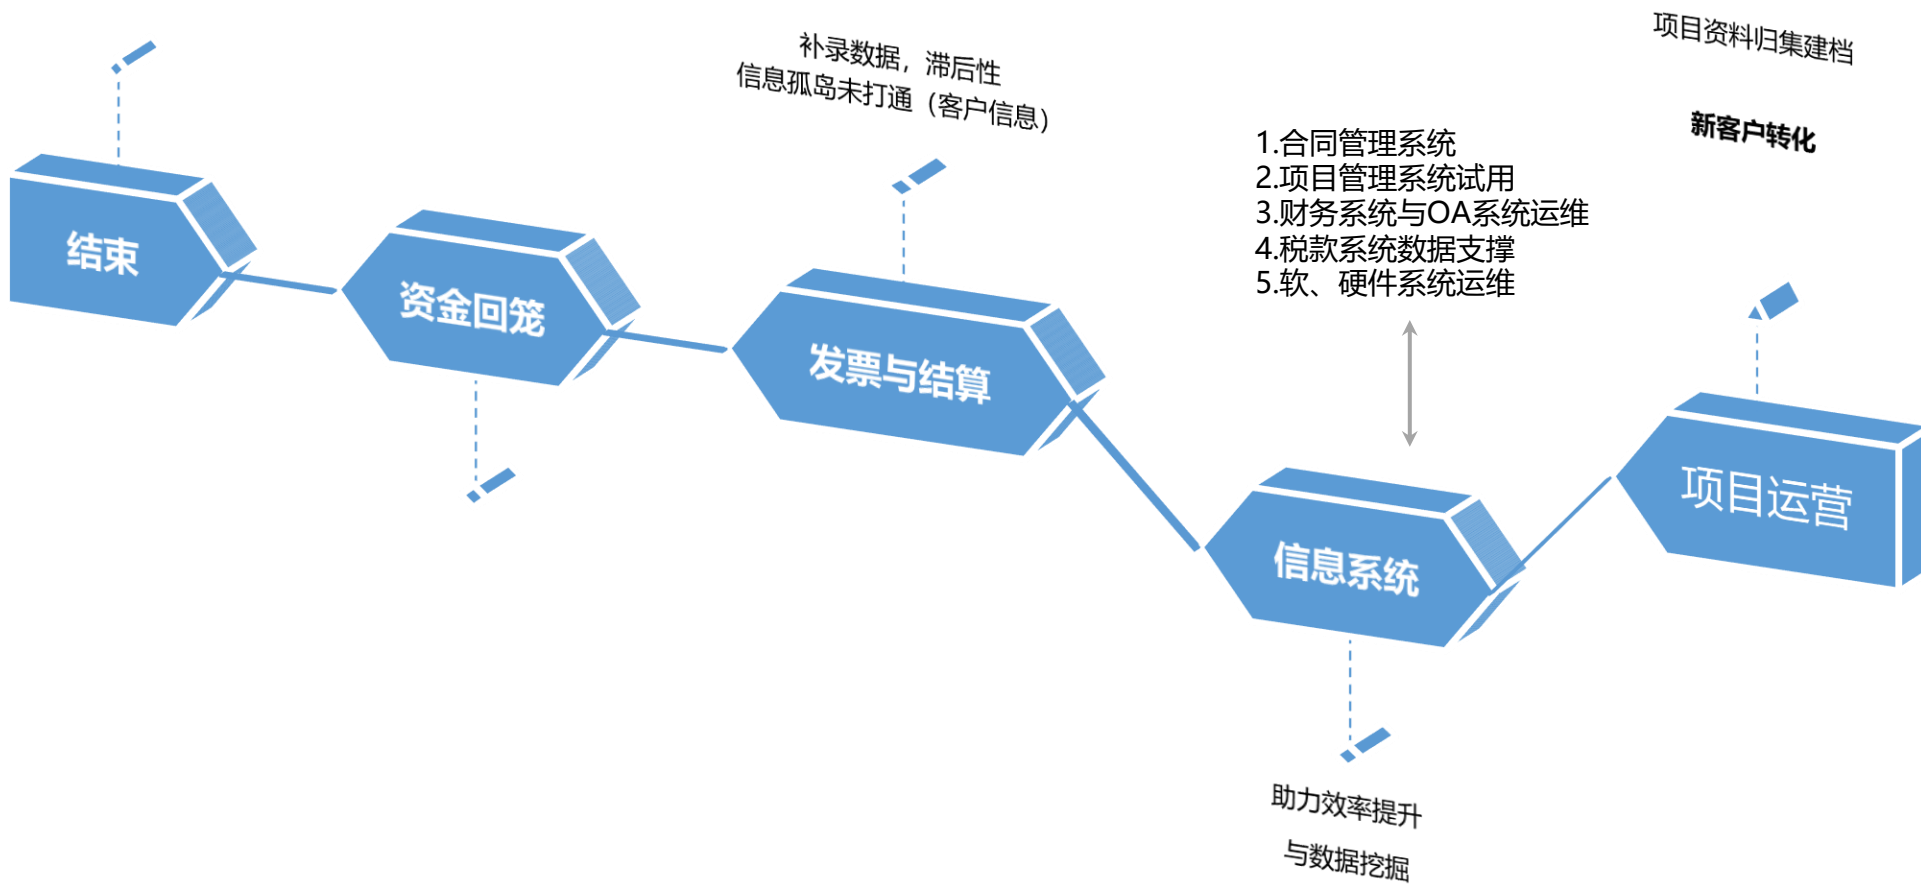 项目资料归集建档
新客户转化
补录数据，滞后性
信息孤岛未打通（客户信息）
1.合同管理系统
2.项目管理系统试用
3.财务系统与OA系统运维
4.税款系统数据支撑
5.软、硬件系统运维
结束
资金回笼
发票与结算
信息系统
项目运营
助力效率提升
与数据挖掘